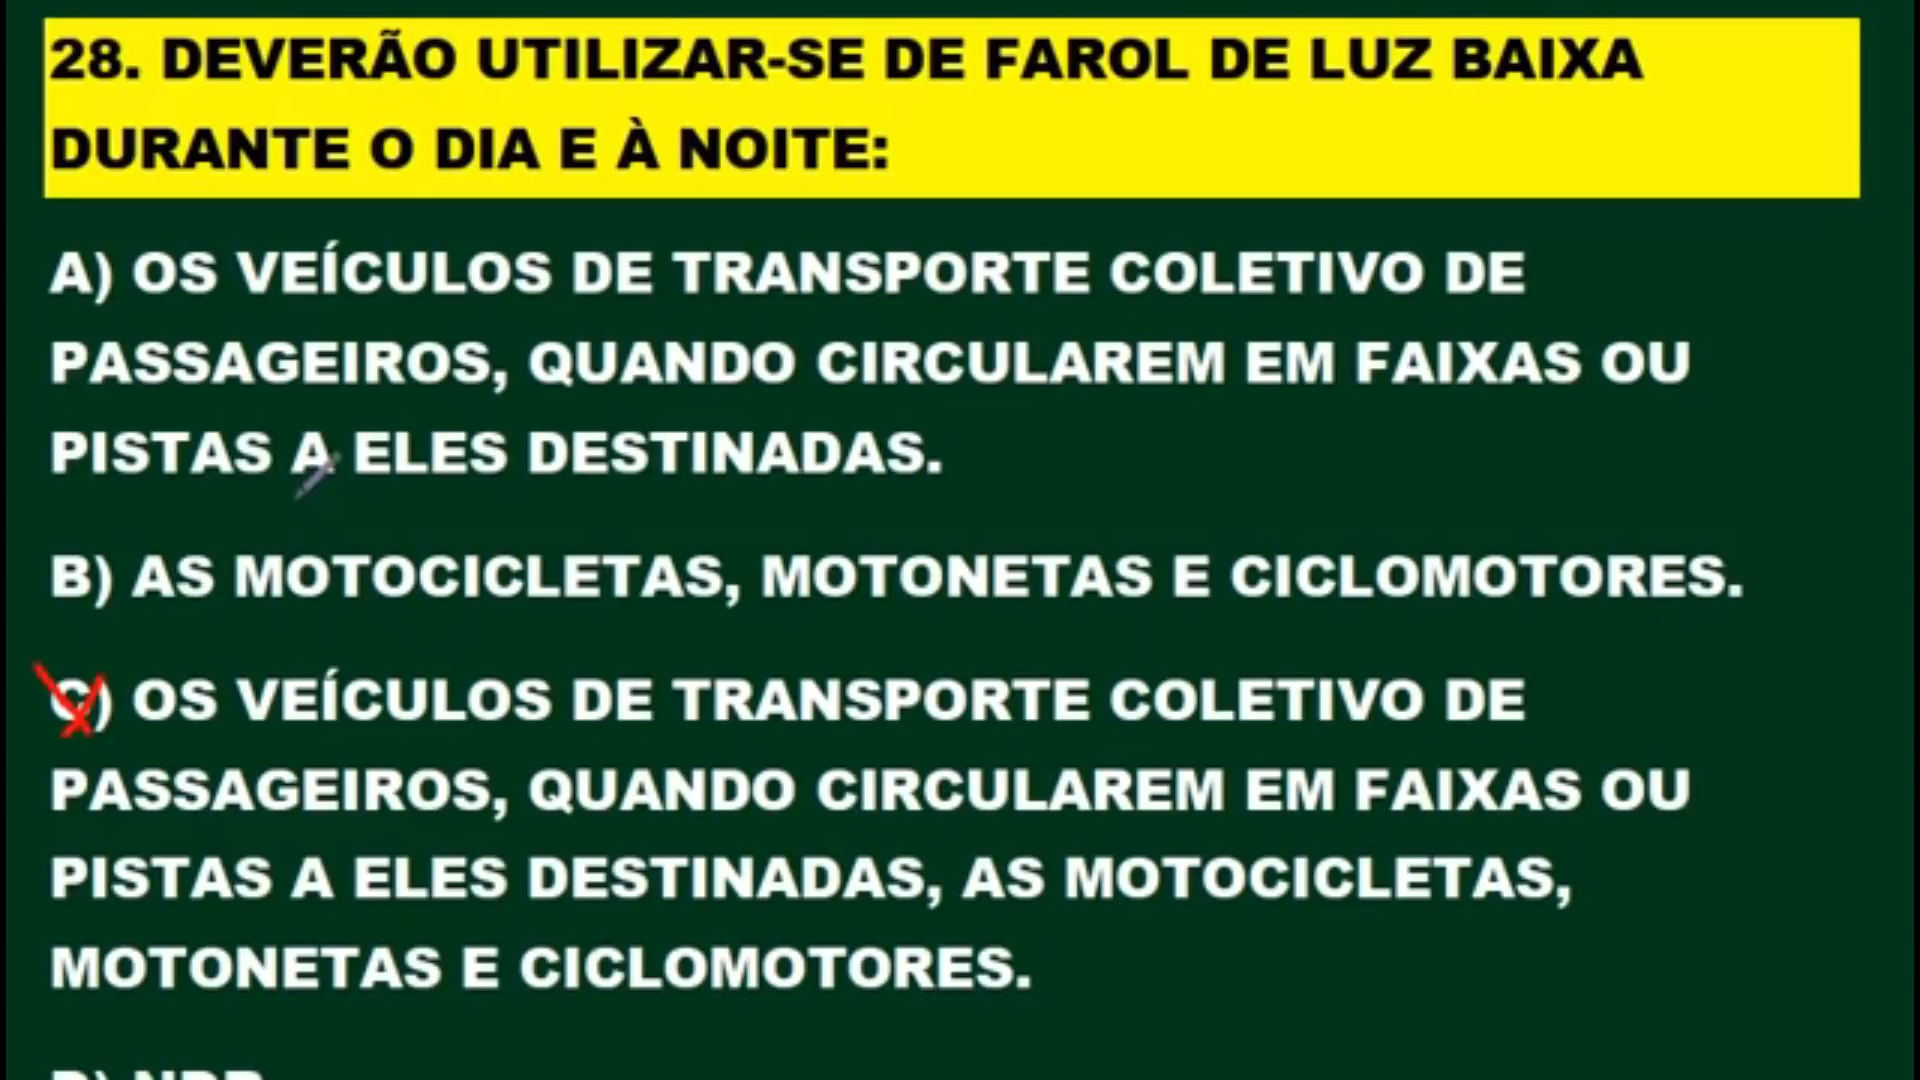 28. DEVERÃO UTILIZAR-SE DE FAROL DE LUZ BAIXA
DURANTE O DIA E À NOITE:
A) OS VEÍCULOS DE TRANSPORTE COLETIVO DE
PASSAGEIROS, QUANDO CIRCULAREM EM FAIXAS OU
PISTAS A ELES DESTINADAS.
B) AS MOTOCICLETAS, MOTONETAS E CICLOMOTORES.
C) OS VEÍCULOS DE TRANSPORTE COLETIVO DE
PASSAGEIROS, QUANDO CIRCULAREM EM FAIXAS OU
PISTAS A ELES DESTINADAS, AS MOTOCICLETAS,
MOTONETAS E CICLOMOTORES.